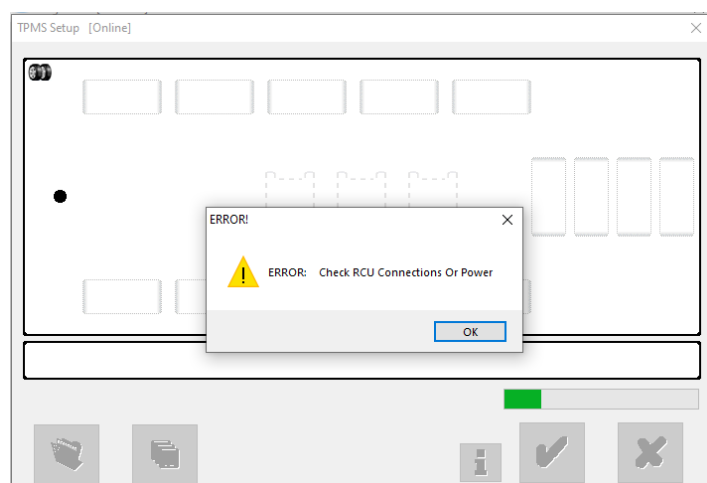 TPMS Setup [Online]
ERROR!
ERROR: Check RCU Connections Or Power
OK